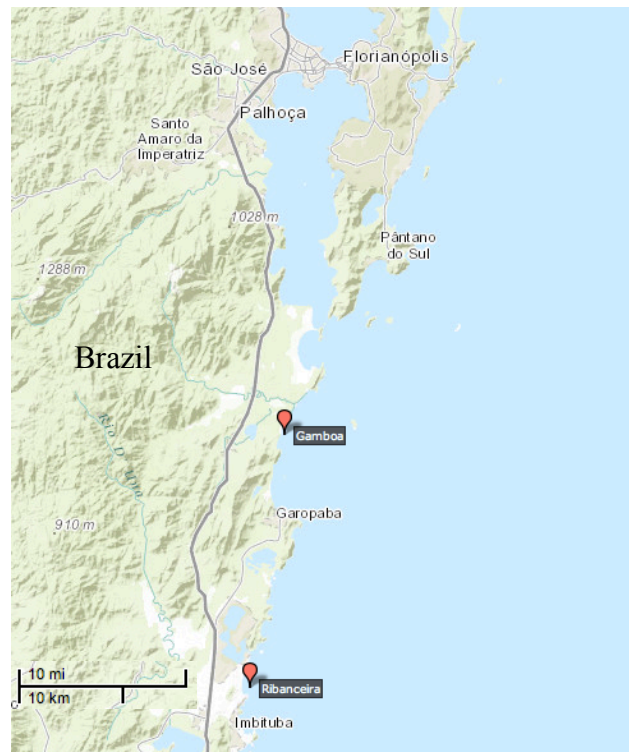 Florianópolis
São José
Palhoça
Santo
Amaro da
Imperatriz
1028 m
Pântano
do Sul
1288 m
Brazil
Gamboa
Rio D Una
Garopaba
910 m
10 mi
10 km
Ribanceira
Imbituba